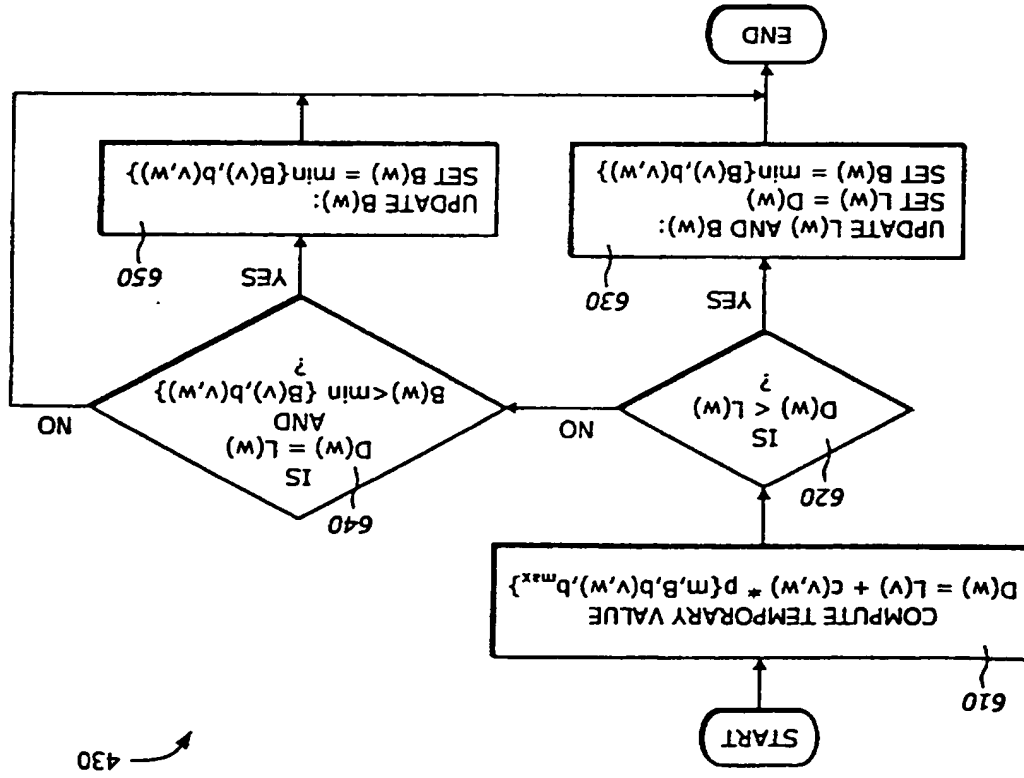 430
START
610
COMPUTE TEMPORARY VALUE
D(w) = L(v) + c(v,w) * p{m,B,b(v,w),b_max}
620
IS
D(w) < L(w)
?
NO
YES
630
UPDATE L(w) AND B(w):
SET L(w) = D(w)
SET B(w) = min{B(v),b(v,w)}
640
IS
D(w) = L(w)
AND
B(w)<min { B(v),b(v,w)}
?
NO
YES
650
UPDATE B(w):
SET B(w) = min{B(v),b(v,w)}
END